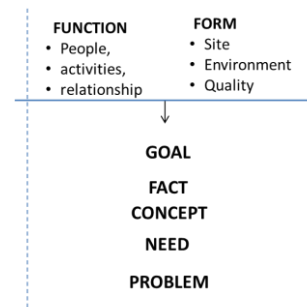 FUNCTION
• People,
• activities,
• relationship
FORM
• Site
• Environment
• Quality
GOAL
FACT
CONCEPT
NEED
PROBLEM